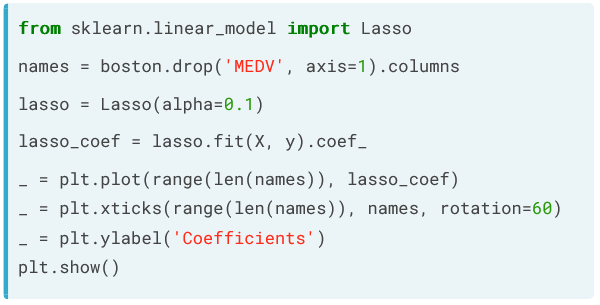 from sklearn.linear_model import Lasso
names = boston.drop('MEDV', axis=1).columns
lasso = Lasso(alpha=0.1)
lasso_coef = lasso.fit(X, y).coef_
_ = plt.plot(range(len(names)), lasso_coef)
_ = plt.xticks(range(len(names)), names, rotation=60)
_ = plt.ylabel('Coefficients')
plt.show()